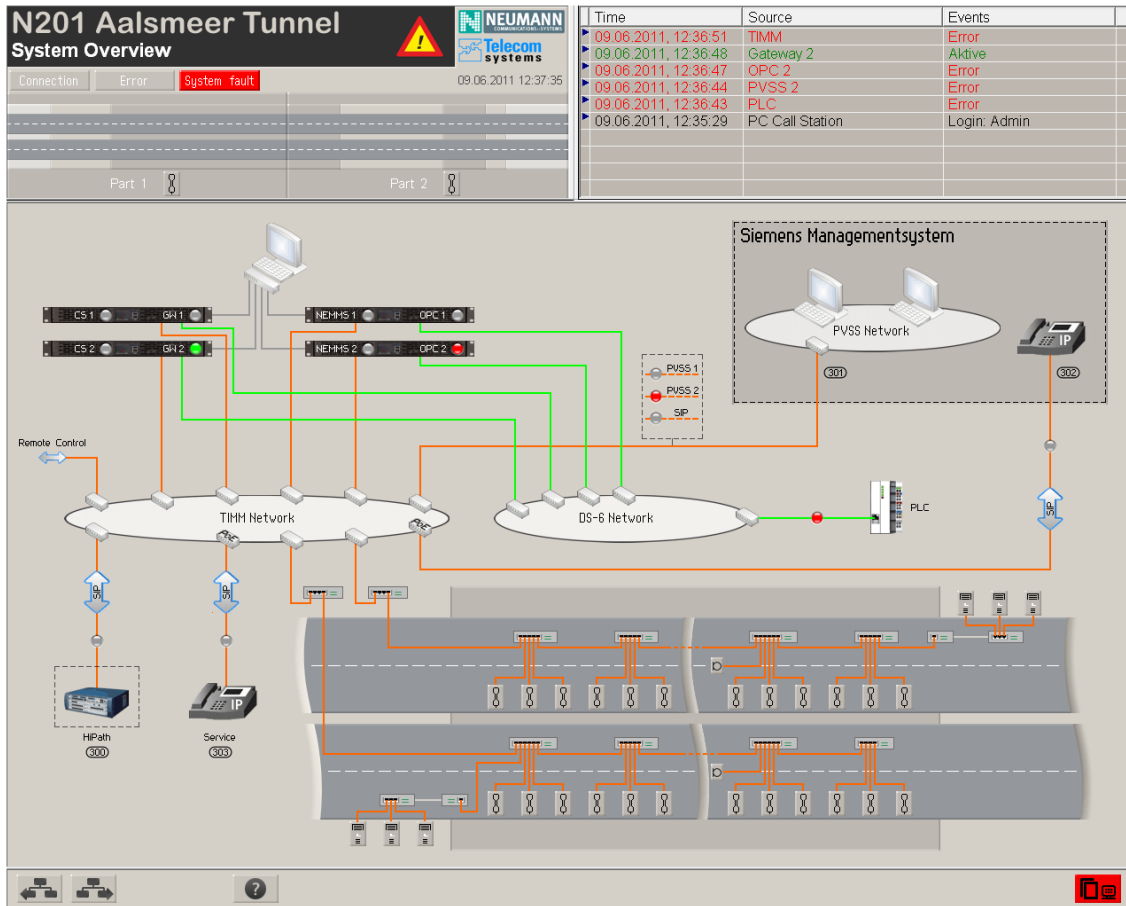 N201 Aalsmeer Tunnel
System Overview
NEUMANN
COMMUNICATIONS-SYSTEMS
Telecom
systems
Connection
Error
System fault
09.06.2011 12:37:35
Part 1
Part 2
Time Source Events
09.06.2011, 12:36:51 TIMM Error
09.06.2011, 12:36:48 Gateway 2 Aktive
09.06.2011, 12:36:47 OPC 2 Error
09.06.2011, 12:36:44 PVSS 2 Error
09.06.2011, 12:36:43 PLC Error
09.06.2011, 12:35:29 PC Call Station Login: Admin
Siemens Managementsystem
PVSS Network
301
IP
302
CS 1
GW 1
NEMMS 1
OPC 1
CS 2
GW 2
NEMMS 2
OPC 2
PVSS 1
PVSS 2
SIP
Remote Control
TIMM Network
PoE
PoE
DS-6 Network
PLC
SIP
SIP
SIP
IP
HiPath
300
Service
303
?